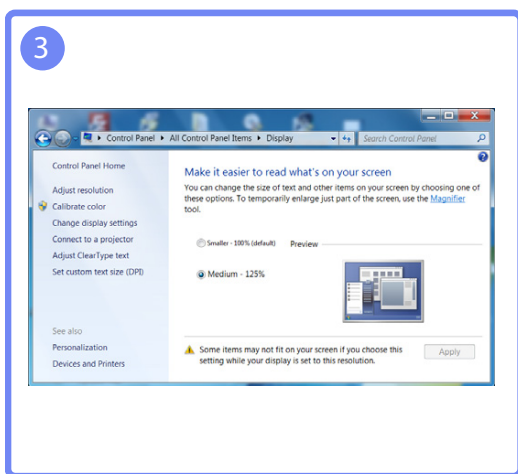 3
Control Panel ▸ All Control Panel Items ▸ Display
Search Control Panel
Control Panel Home
Adjust resolution
Calibrate color
Change display settings
Connect to a projector
Adjust ClearType text
Set custom text size (DPI)
See also
Personalization
Devices and Printers
Make it easier to read what's on your screen
You can change the size of text and other items on your screen by choosing one of
these options. To temporarily enlarge just part of the screen, use the Magnifier
tool.
Smaller - 100% (default)
Preview
Medium - 125%
Some items may not fit on your screen if you choose this
setting while your display is set to this resolution.
Apply